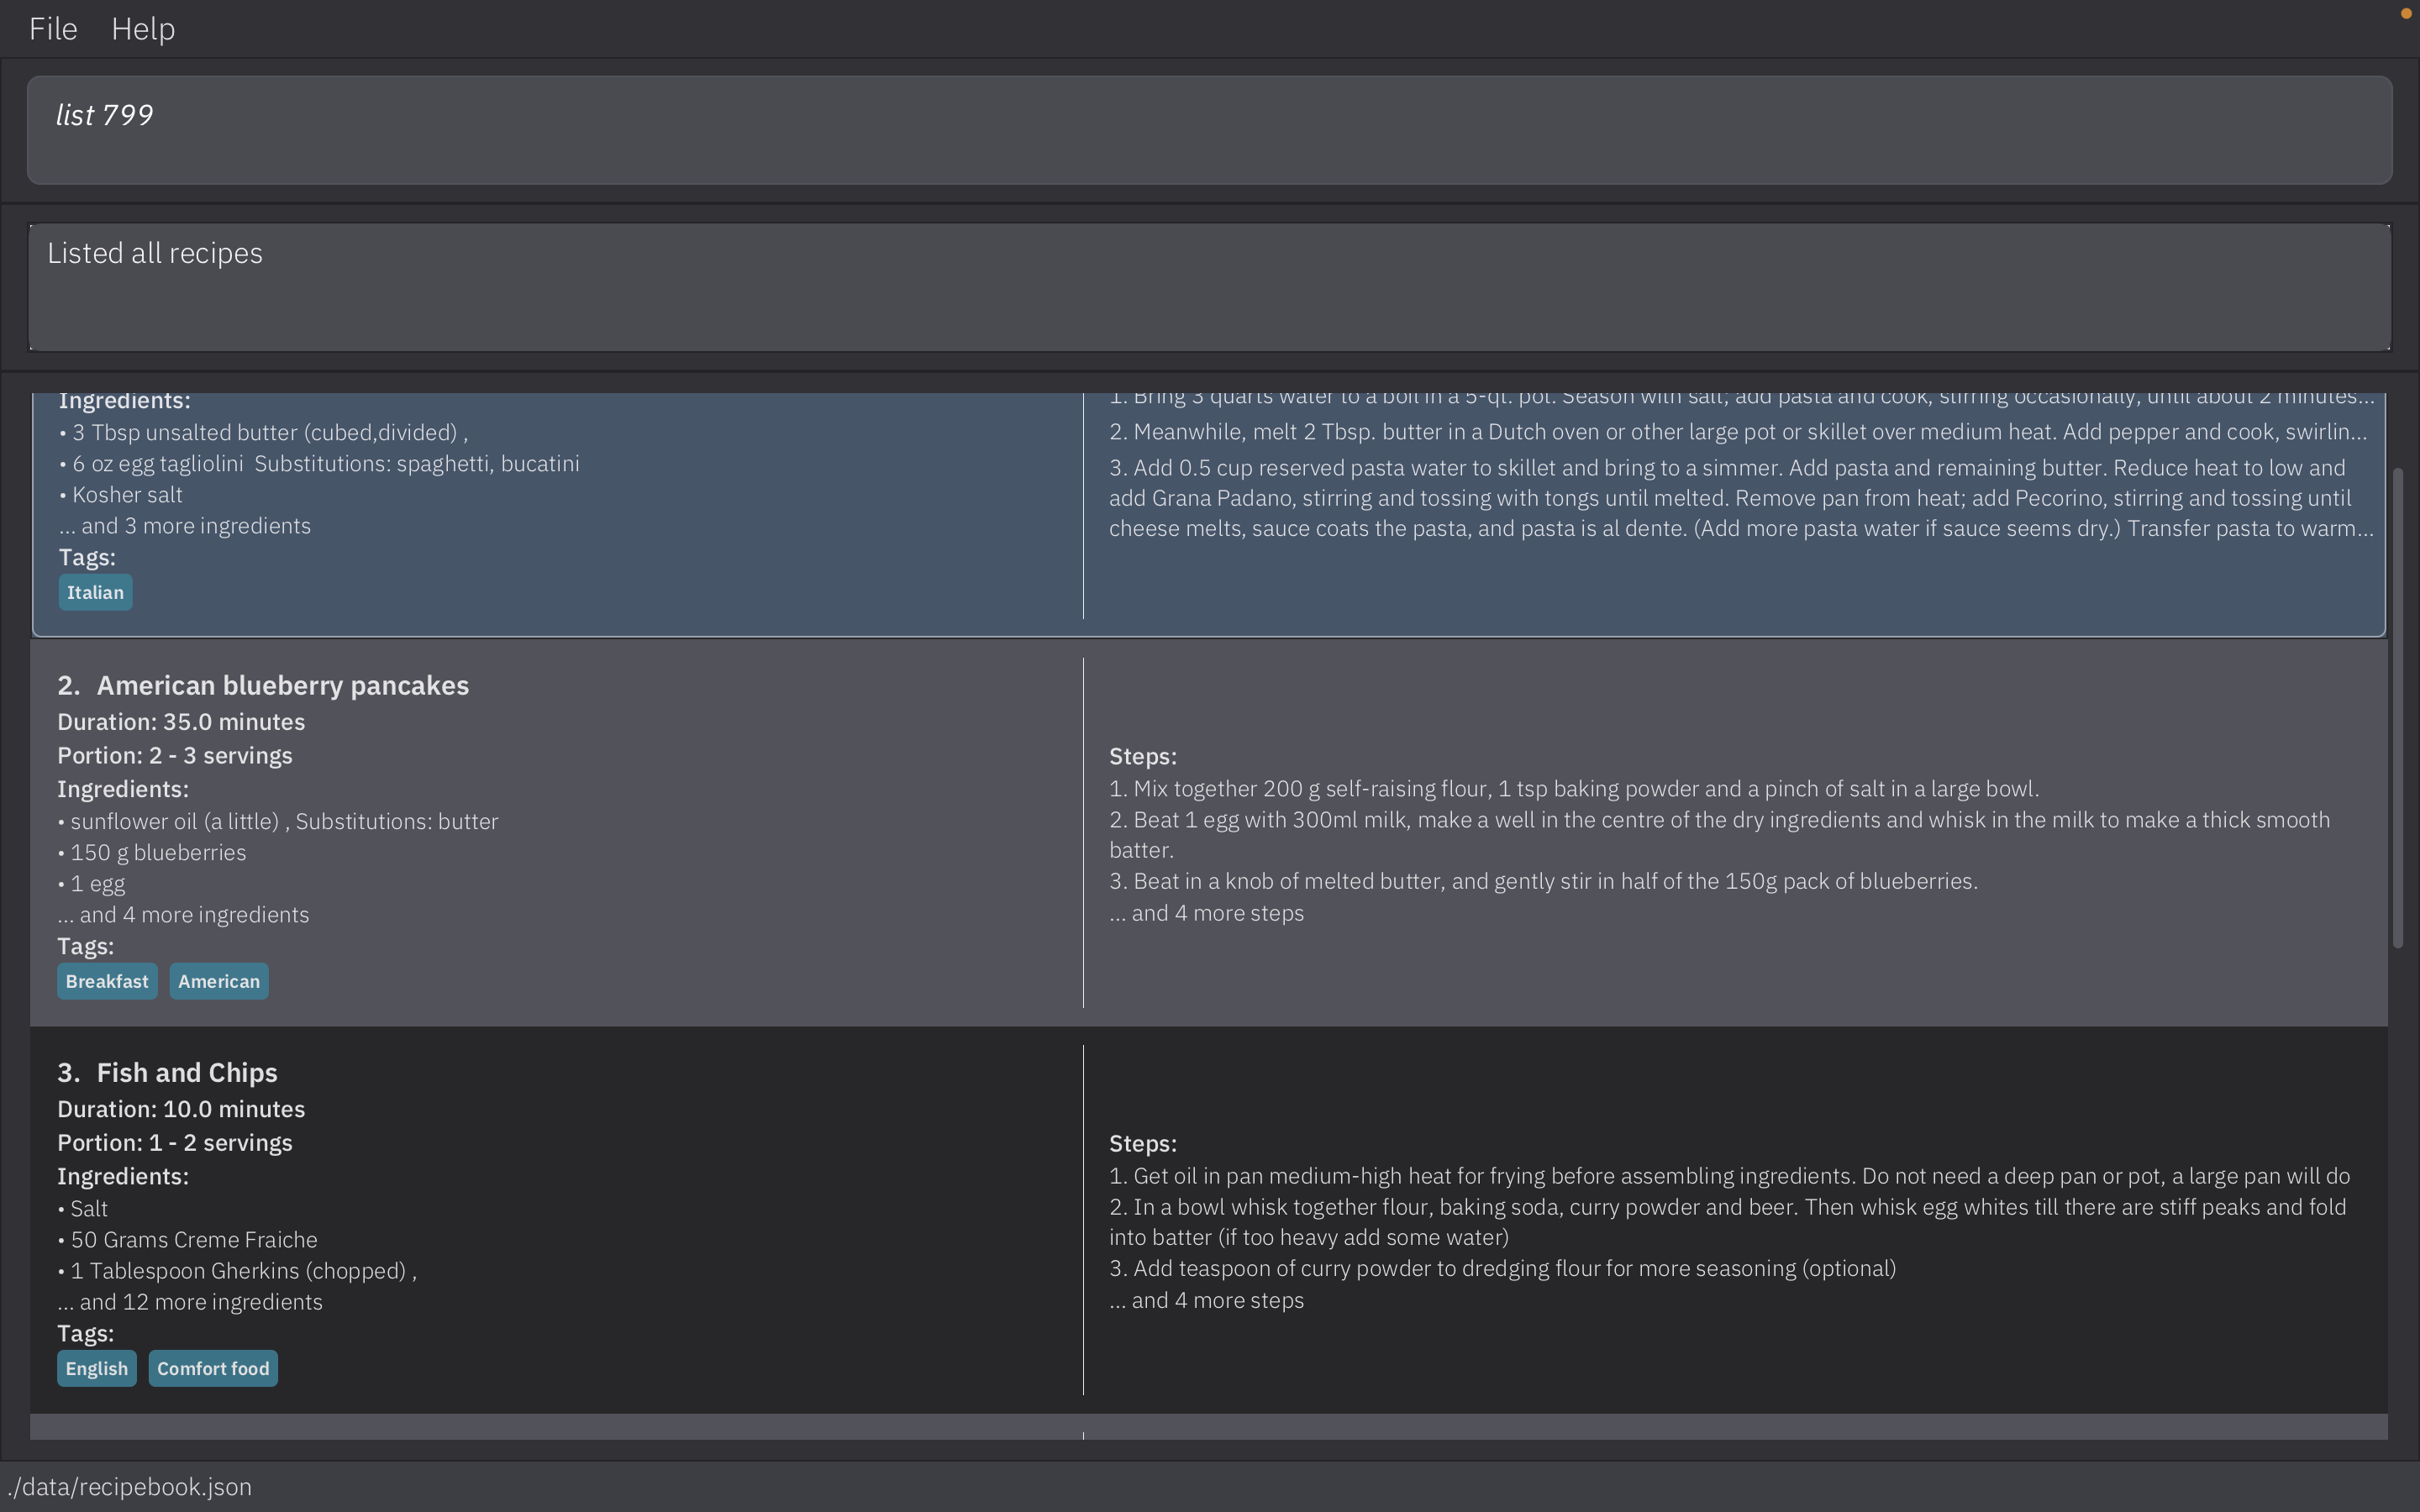 File Help
list 799
Listed all recipes
Ingredients:
• 3 Tbsp unsalted butter (cubed,divided) ,
• 6 oz egg tagliolini  Substitutions: spaghetti, bucatini
• Kosher salt
... and 3 more ingredients
Tags:
Italian
1. Bring 3 quarts water to a boil in a 5-qt. pot. Season with salt; add pasta and cook, stirring occasionally, until about 2 minutes...
2. Meanwhile, melt 2 Tbsp. butter in a Dutch oven or other large pot or skillet over medium heat. Add pepper and cook, swirlin...
3. Add 0.5 cup reserved pasta water to skillet and bring to a simmer. Add pasta and remaining butter. Reduce heat to low and
add Grana Padano, stirring and tossing with tongs until melted. Remove pan from heat; add Pecorino, stirring and tossing until
cheese melts, sauce coats the pasta, and pasta is al dente. (Add more pasta water if sauce seems dry.) Transfer pasta to warm...
2. American blueberry pancakes
Duration: 35.0 minutes
Portion: 2 - 3 servings
Ingredients:
• sunflower oil (a little) , Substitutions: butter
• 150 g blueberries
• 1 egg
... and 4 more ingredients
Tags:
Breakfast American
Steps:
1. Mix together 200 g self-raising flour, 1 tsp baking powder and a pinch of salt in a large bowl.
2. Beat 1 egg with 300ml milk, make a well in the centre of the dry ingredients and whisk in the milk to make a thick smooth
batter.
3. Beat in a knob of melted butter, and gently stir in half of the 150g pack of blueberries.
... and 4 more steps
3. Fish and Chips
Duration: 10.0 minutes
Portion: 1 - 2 servings
Ingredients:
• Salt
• 50 Grams Creme Fraiche
• 1 Tablespoon Gherkins (chopped) ,
... and 12 more ingredients
Tags:
English Comfort food
Steps:
1. Get oil in pan medium-high heat for frying before assembling ingredients. Do not need a deep pan or pot, a large pan will do
2. In a bowl whisk together flour, baking soda, curry powder and beer. Then whisk egg whites till there are stiff peaks and fold
into batter (if too heavy add some water)
3. Add teaspoon of curry powder to dredging flour for more seasoning (optional)
... and 4 more steps
./data/recipebook.json